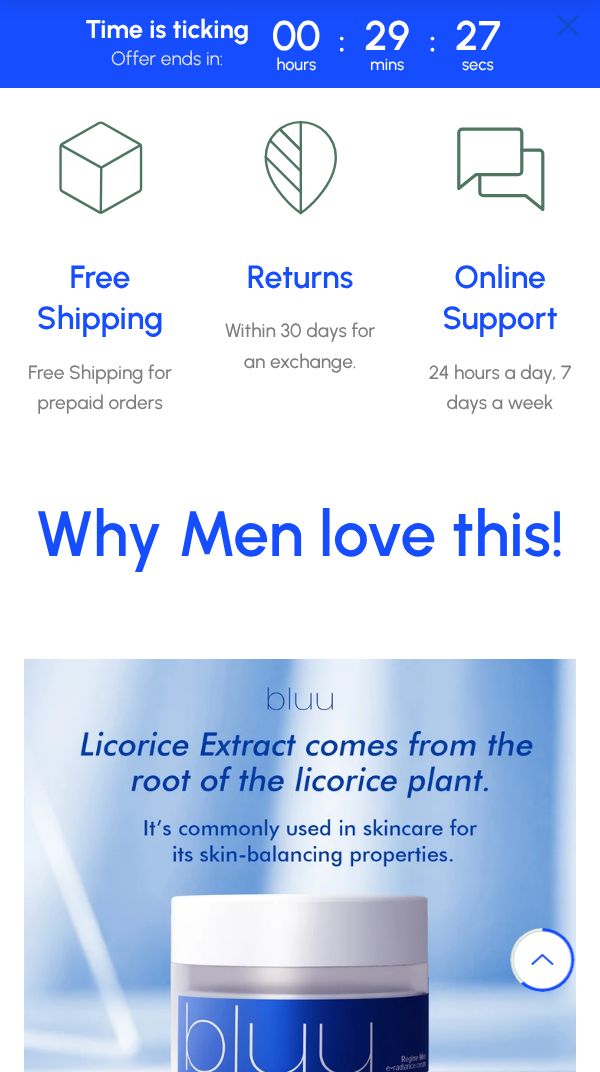 Time is ticking
Offer ends in:
00 : 29 : 27
hours mins secs
Free
Shipping
Free Shipping for
prepaid orders
Returns
Within 30 days for
an exchange.
Online
Support
24 hours a day, 7
days a week
Why Men love this!
bluu
Licorice Extract comes from the
root of the licorice plant.
It's commonly used in skincare for
its skin-balancing properties.
bluu